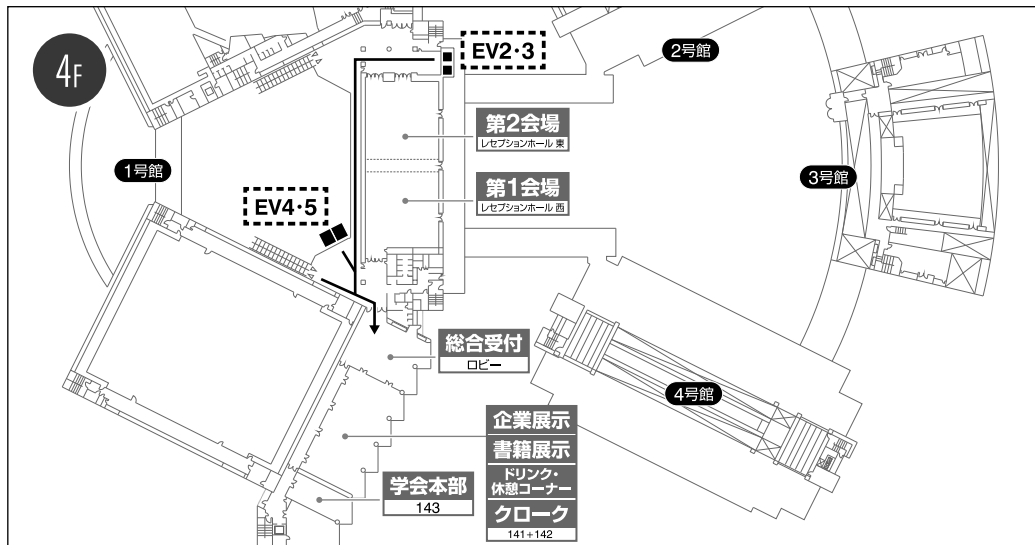 4F
EV2・3
2号館
第2会場
レセプションホール 東
1号館
3号館
第1会場
レセプションホール 西
EV4・5
総合受付
ロビー
4号館
企業展示
書籍展示
ドリンク・
休憩コーナー
クローク
141+142
学会本部
143